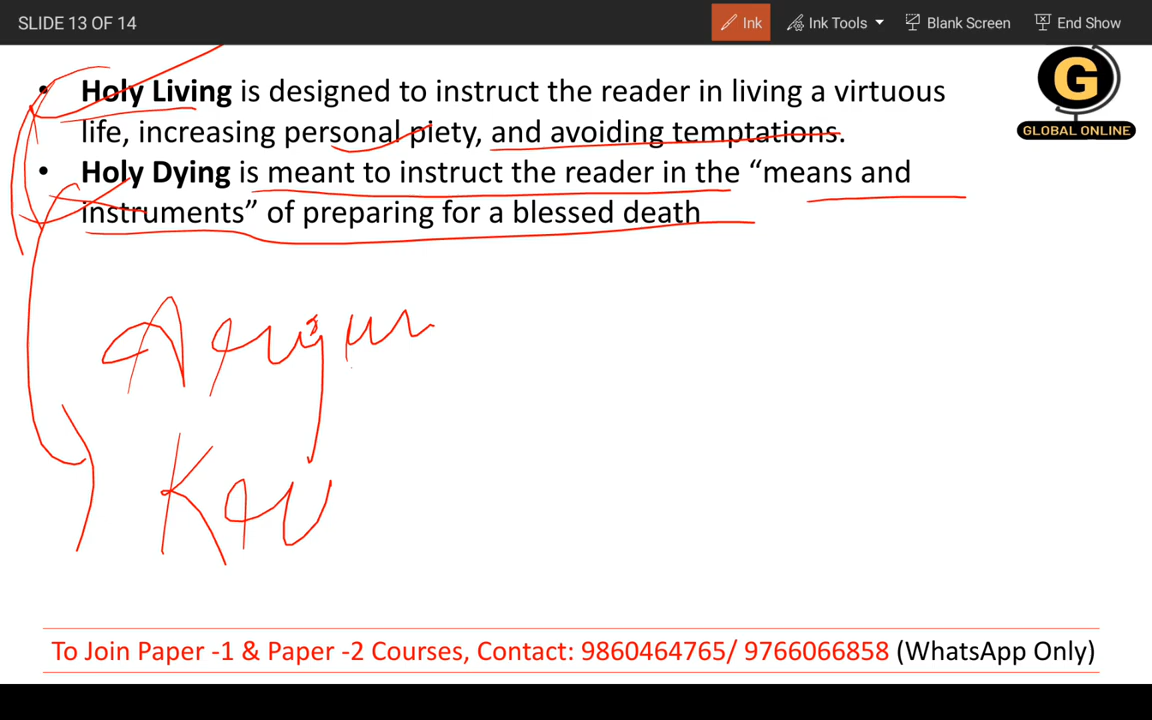 SLIDE 13 OF 14 Ink Ink Tools Blank Screen End Show
• Holy Living is designed to instruct the reader in living a virtuous
life, increasing personal piety, and avoiding temptations.
• Holy Dying is meant to instruct the reader in the “means and
instruments” of preparing for a blessed death
G
GLOBAL ONLINE
To Join Paper -1 & Paper -2 Courses, Contact: 9860464765/ 9766066858 (WhatsApp Only)